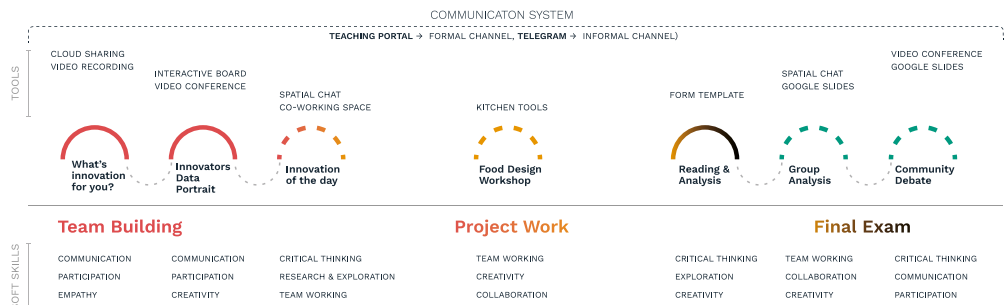 COMMUNICATON SYSTEM
TEACHING PORTAL → FORMAL CHANNEL, TELEGRAM → INFORMAL CHANNEL)
TOOLS
CLOUD SHARING
VIDEO RECORDING
INTERACTIVE BOARD
VIDEO CONFERENCE
SPATIAL CHAT
CO-WORKING SPACE
KITCHEN TOOLS
FORM TEMPLATE
SPATIAL CHAT
GOOGLE SLIDES
VIDEO CONFERENCE
GOOGLE SLIDES
What's
innovation
for you?
Innovators
Data
Portrait
Innovation
of the day
Food Design
Workshop
Reading &
Analysis
Group
Analysis
Community
Debate
Team Building
Project Work
Final Exam
SOFT SKILLS
COMMUNICATION
PARTICIPATION
EMPATHY
COMMUNICATION
PARTICIPATION
CREATIVITY
CRITICAL THINKING
RESEARCH & EXPLORATION
TEAM WORKING
TEAM WORKING
CREATIVITY
COLLABORATION
CRITICAL THINKING
EXPLORATION
CREATIVITY
TEAM WORKING
COLLABORATION
CREATIVITY
CRITICAL THINKING
COMMUNICATION
PARTICIPATION